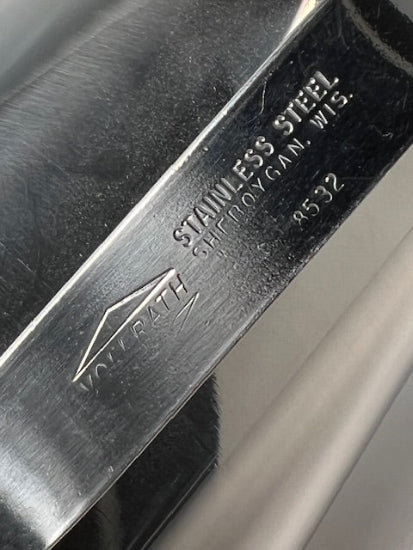 VOLLRATH
STAINLESS STEEL
SHEBOYGAN, WIS.
8532